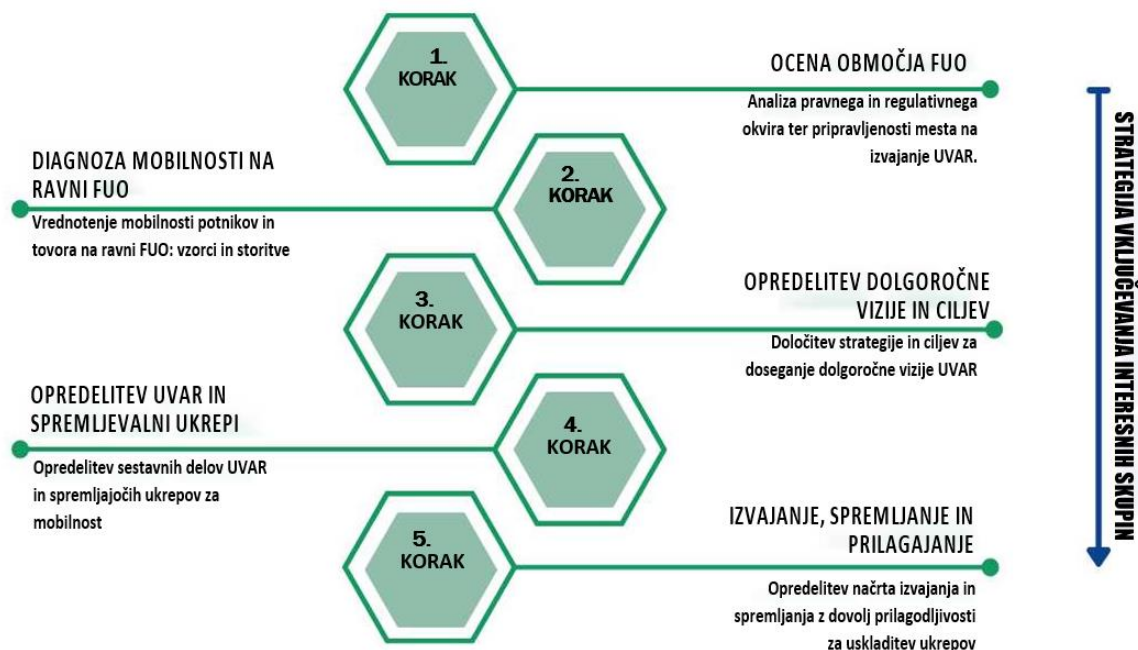 1.
KORAK
OCENA OBMOČJA FUO
Analiza pravnega in regulativnega
okvira ter pripravljenosti mesta na
izvajanje UVAR.
2.
KORAK
DIAGNOZA MOBILNOSTI NA
RAVNI FUO
Vrednotenje mobilnosti potnikov in
tovora na ravni FUO: vzorci in storitve
3.
KORAK
OPREDELITEV DOLGOROČNE
VIZIJE IN CILJEV
Določitev strategije in ciljev za
doseganje dolgoročne vizije UVAR
4.
KORAK
OPREDELITEV UVAR IN
SPREMLJEVALNI UKREPI
Opredelitev sestavnih delov UVAR
in spremljajočih ukrepov za
mobilnost
5.
KORAK
IZVAJANJE, SPREMLJANJE IN
PRILAGAJANJE
Opredelitev načrta izvajanja in
spremljanja z dovolj prilagodljivosti
za uskladitev ukrepov
STRATEGIJA VKLJUČEVANJA INTERESNIH SKUPIN